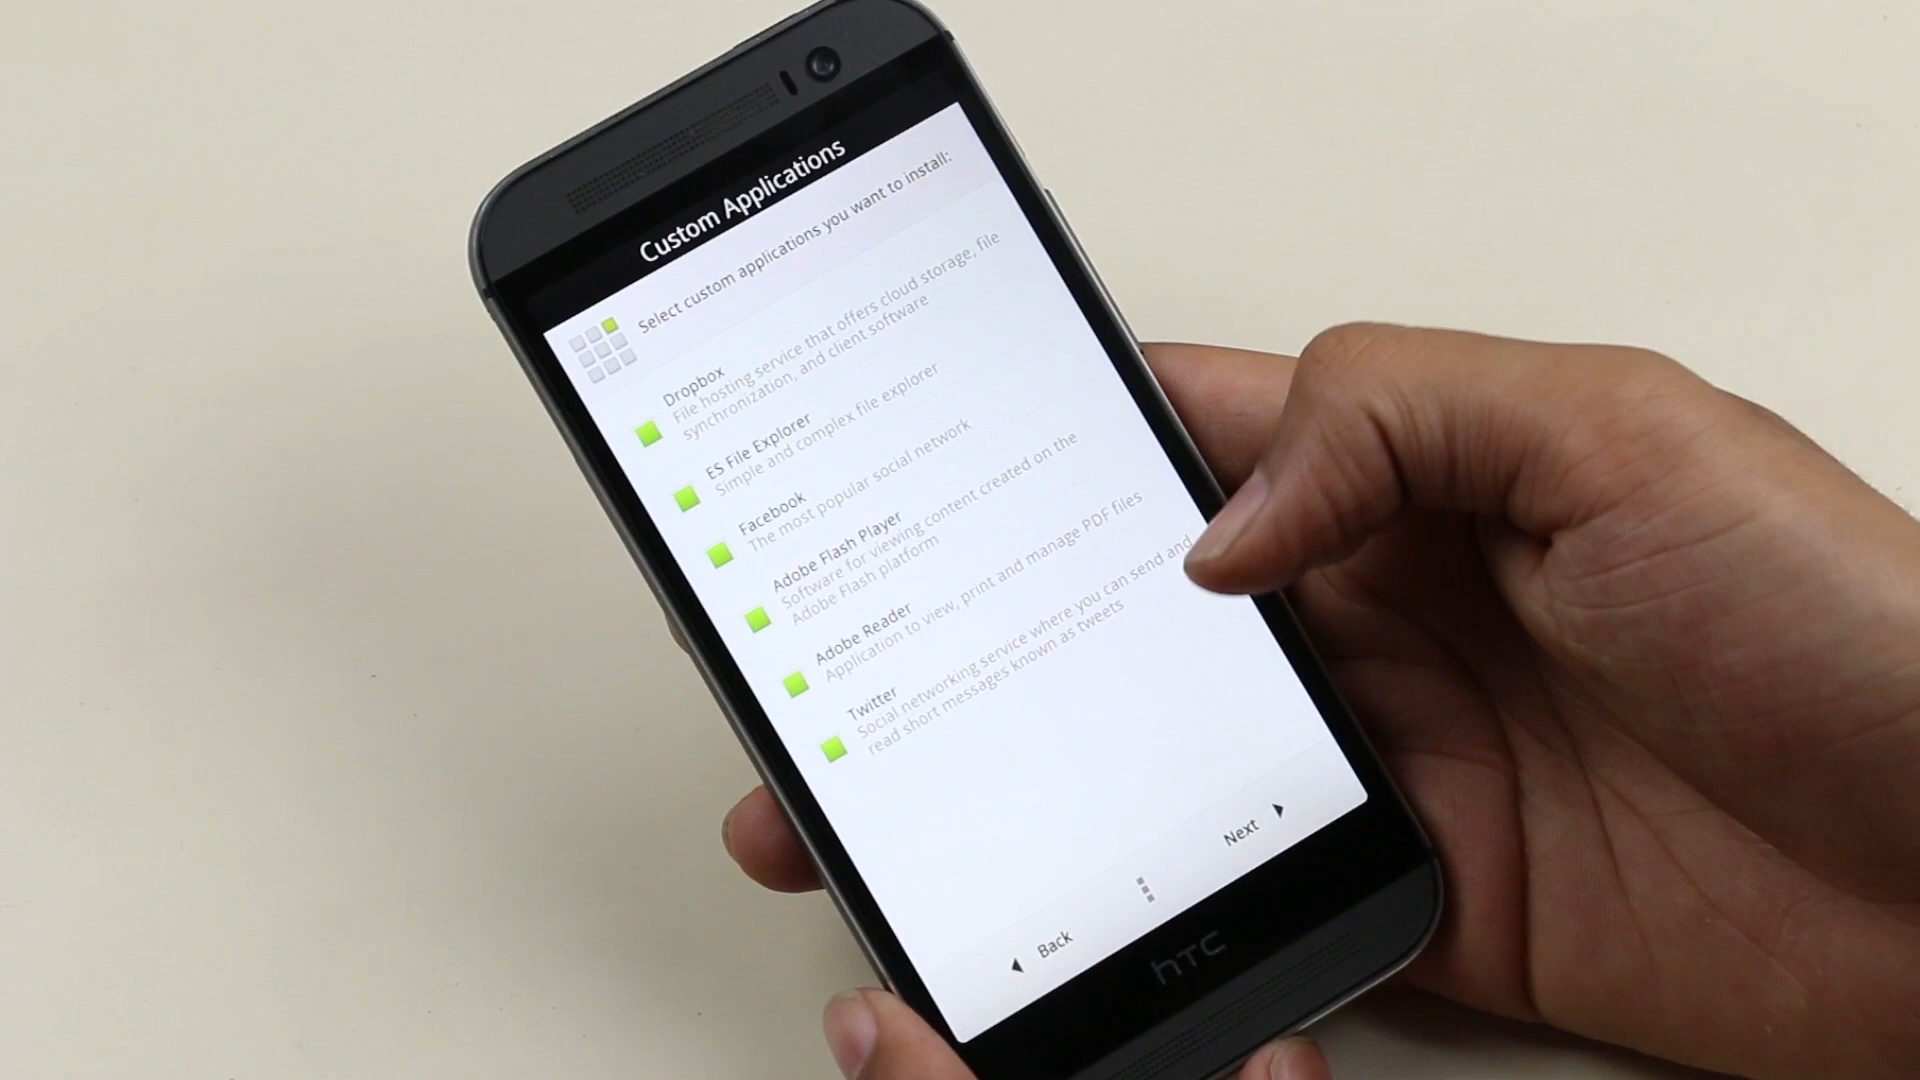 Custom Applications
Select custom applications you want to install:
Dropbox
File hosting service that offers cloud storage, file
synchronization, and client software
ES File Explorer
Simple and complex file explorer
Facebook
The most popular social network
Adobe Flash Player
Software for viewing content created on the
Adobe Flash platform
Adobe Reader
Application to view, print and manage PDF files
Twitter
Social networking service where you can send and
read short messages known as tweets
Back
Next
hTC